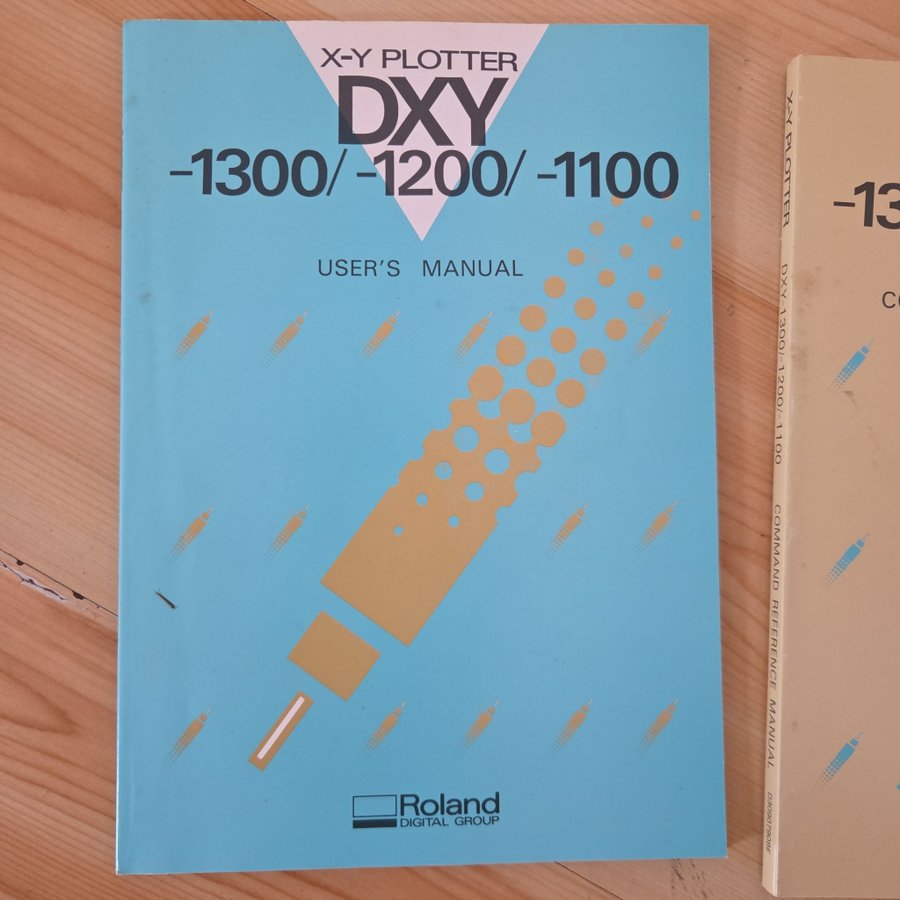 X-Y PLOTTER
DXY
-1300/ -1200/ -1100
USER'S MANUAL
Roland
DIGITAL GROUP
X-Y PLOTTER DXY-1300/-1200/-1100 COMMAND REFERENCE MANUAL
-13
CO